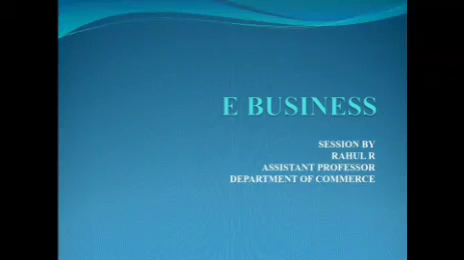 E BUSINESS
SESSION BY
RAHUL R
ASSISTANT PROFESSOR
DEPARTMENT OF COMMERCE